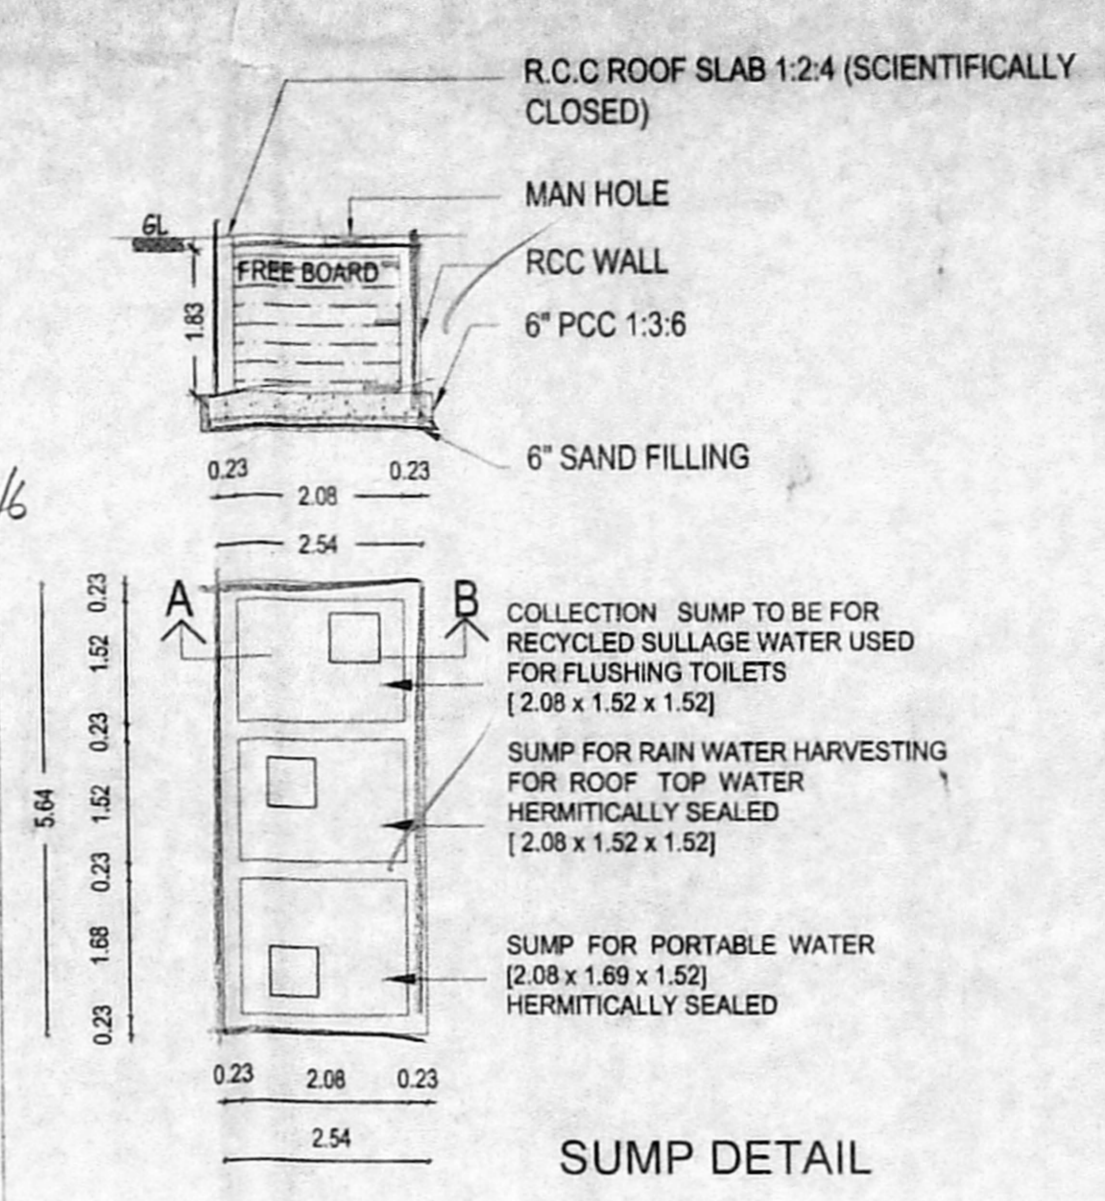 R.C.C ROOF SLAB 1:2:4 (SCIENTIFICALLY
CLOSED)
MAN HOLE
GL
RCC WALL
FREE BOARD
1.83
6" PCC 1:3:6
6" SAND FILLING
0.23 0.23
2.08
2.54
A B
0.23
1.52
0.23
1.52
0.23
1.68
0.23
5.64
COLLECTION SUMP TO BE FOR
RECYCLED SULLAGE WATER USED
FOR FLUSHING TOILETS
[ 2.08 x 1.52 x 1.52]
SUMP FOR RAIN WATER HARVESTING
FOR ROOF TOP WATER
HERMITICALLY SEALED
[ 2.08 x 1.52 x 1.52]
SUMP FOR PORTABLE WATER
[2.08 x 1.69 x 1.52]
HERMITICALLY SEALED
0.23 2.08 0.23
2.54
SUMP DETAIL